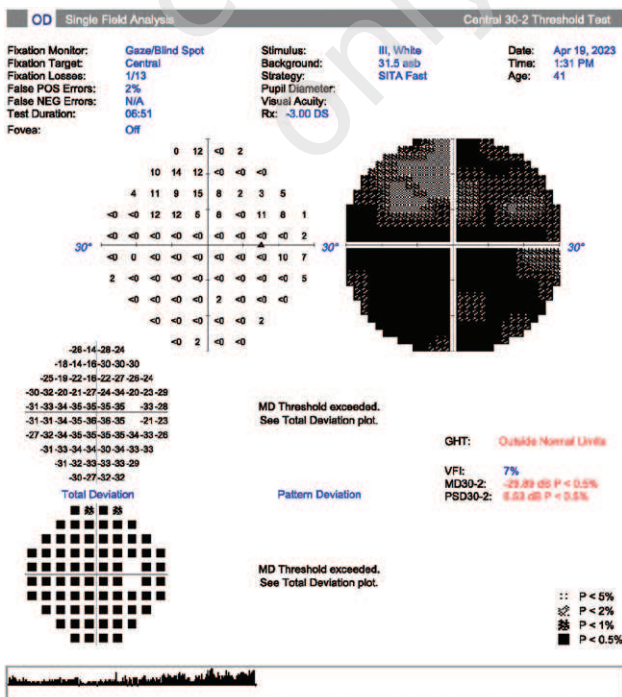 OD Single Field Analysis Central 30-2 Threshold Test
Fixation Monitor: Gaze/Blind Spot
Fixation Target: Central
Fixation Losses: 1/13
False POS Errors: 2%
False NEG Errors: N/A
Test Duration: 06:51
Fovea: Off
Stimulus: III, White
Background: 31.5 asb
Strategy: SITA Fast
Pupil Diameter:
Visual Acuity:
Rx: -3.00 DS
Date: Apr 19, 2023
Time: 1:31 PM
Age: 41
0 12 <0 2
10 14 12 <0 <0 <0
4 11 9 15 8 2 3 5
<0 <0 12 12 5 8 <0 11 8 1
<0 <0 <0 <0 <0 <0 <0 <0 <0 2
30° 30° 30°
<0 0 <0 <0 <0 <0 <0 <0 10 7
2 <0 <0 <0 <0 <0 <0 <0 <0 5
<0 <0 <0 <0 2 <0 <0 <0
<0 <0 <0 <0 <0 2
<0 2 <0 <0
-26 -14 -28 -24
-18 -14 -16 -30 -30 -30
-25 -19 -22 -16 -22 -27 -26 -24
-30 -32 -20 -21 -27 -24 -34 -20 -23 -29
-31 -33 -34 -35 -35 -35 -35 -33 -28
-31 -31 -34 -35 -36 -36 -35 -21 -23
-27 -32 -34 -35 -35 -35 -35 -34 -33 -26
-31 -33 -34 -34 -30 -34 -33 -33
-31 -32 -33 -33 -33 -29
-30 -27 -32 -32
MD Threshold exceeded.
See Total Deviation plot.
GHT: Outside Normal Limits
VFI: 7%
MD30-2: -29.89 dB P < 0.5%
PSD30-2: 6.53 dB P < 0.5%
Total Deviation
Pattern Deviation
MD Threshold exceeded.
See Total Deviation plot.
P < 5%
P < 2%
P < 1%
P < 0.5%